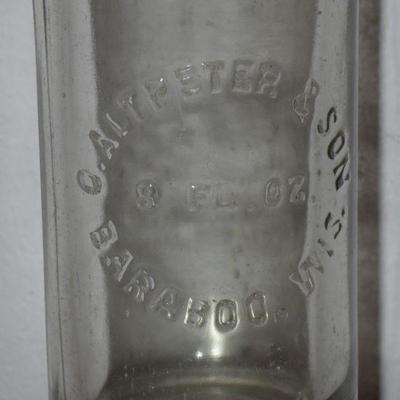 C. ALTPETER & SON'S
8 FL. OZ.
BARABOO. WIS